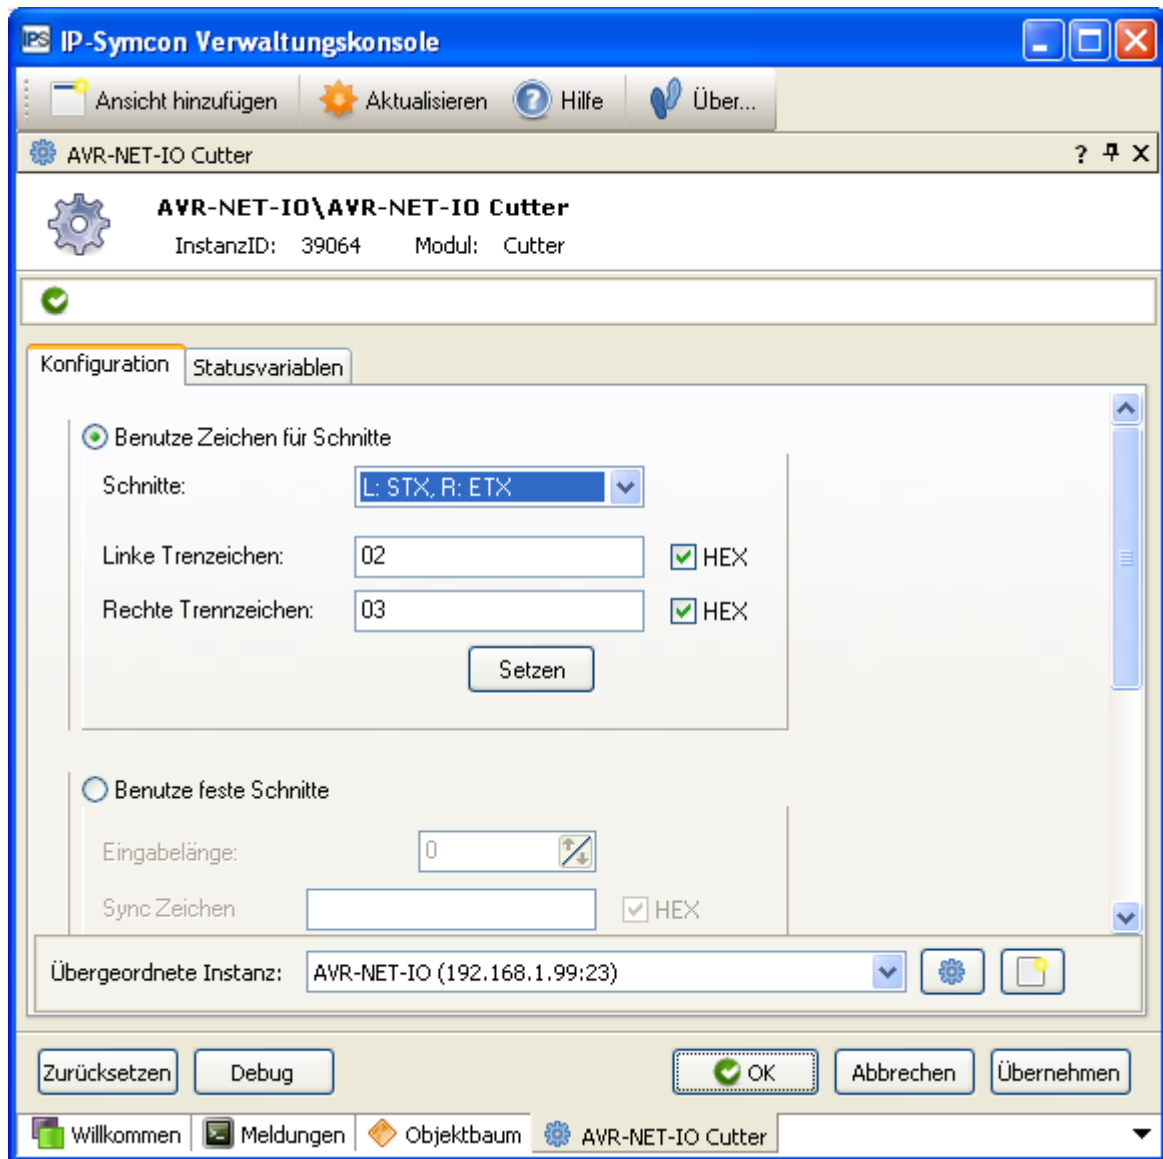 IPS IP-Symcon Verwaltungskonsole
Ansicht hinzufügen Aktualisieren ? Hilfe Über...
AVR-NET-IO Cutter ? X
AVR-NET-IO\AVR-NET-IO Cutter
InstanzID: 39064 Modul: Cutter
Konfiguration Statusvariablen
Benutze Zeichen für Schnitte
Schnitte: L: STX, R: ETX
Linke Trenzeichen: 02 HEX
Rechte Trennzeichen: 03 HEX
Setzen
Benutze feste Schnitte
Eingabelänge: 0
Sync Zeichen HEX
Übergeordnete Instanz: AVR-NET-IO (192.168.1.99:23)
Zurücksetzen Debug OK Abbrechen Übernehmen
Willkommen Meldungen Objektbaum AVR-NET-IO Cutter